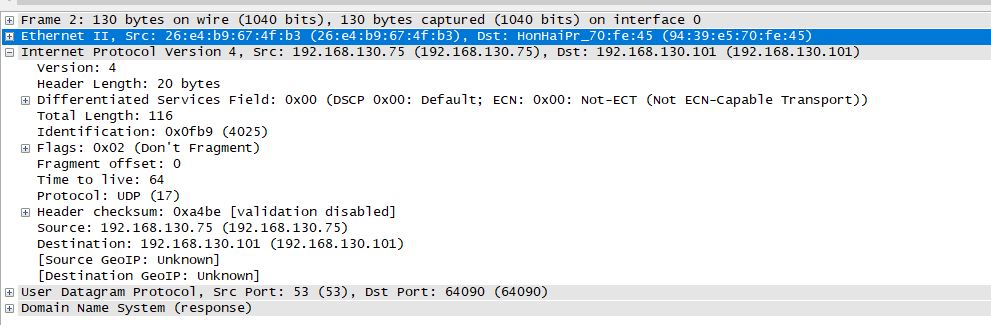 Frame 2: 130 bytes on wire (1040 bits), 130 bytes captured (1040 bits) on interface 0
Ethernet II, Src: 26:e4:b9:67:4f:b3 (26:e4:b9:67:4f:b3), Dst: HonHaiPr_70:fe:45 (94:39:e5:70:fe:45)
Internet Protocol Version 4, Src: 192.168.130.75 (192.168.130.75), Dst: 192.168.130.101 (192.168.130.101)
Version: 4
Header Length: 20 bytes
Differentiated Services Field: 0x00 (DSCP 0x00: Default; ECN: 0x00: Not-ECT (Not ECN-Capable Transport))
Total Length: 116
Identification: 0x0fb9 (4025)
Flags: 0x02 (Don't Fragment)
Fragment offset: 0
Time to live: 64
Protocol: UDP (17)
Header checksum: 0xa4be [validation disabled]
Source: 192.168.130.75 (192.168.130.75)
Destination: 192.168.130.101 (192.168.130.101)
[Source GeoIP: Unknown]
[Destination GeoIP: Unknown]
User Datagram Protocol, Src Port: 53 (53), Dst Port: 64090 (64090)
Domain Name System (response)